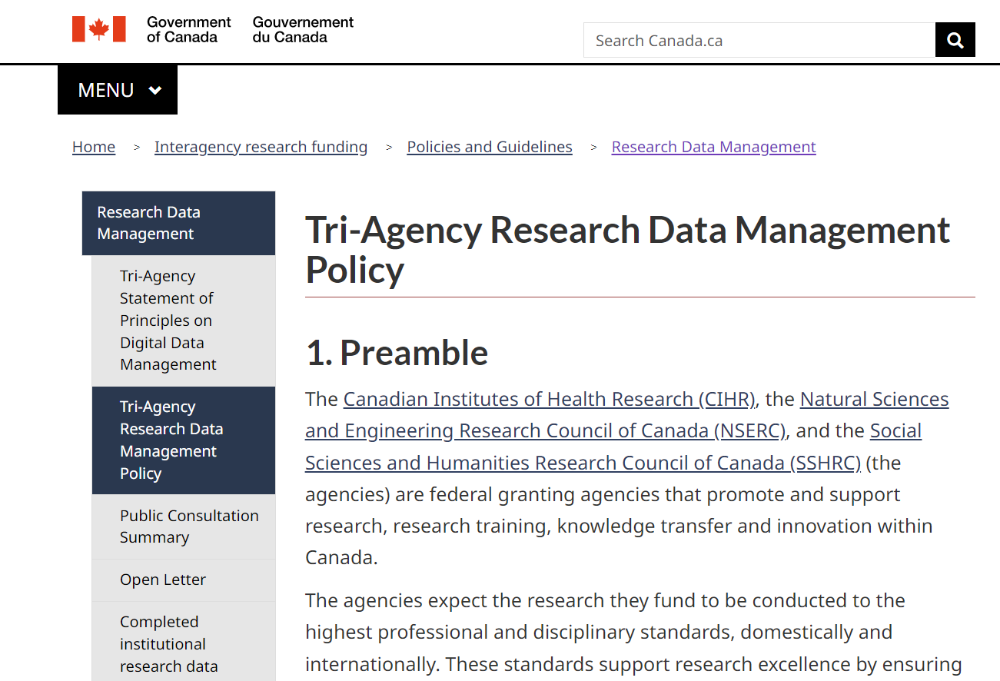 Government
of Canada
Gouvernement
du Canada
Search Canada.ca
MENU
Home > Interagency research funding > Policies and Guidelines > Research Data Management
Research Data
Management
Tri-Agency
Statement of
Principles on
Digital Data
Management
Tri-Agency
Research Data
Management
Policy
Public Consultation
Summary
Open Letter
Completed
institutional
research data
Tri-Agency Research Data Management
Policy
1. Preamble
The Canadian Institutes of Health Research (CIHR), the Natural Sciences
and Engineering Research Council of Canada (NSERC), and the Social
Sciences and Humanities Research Council of Canada (SSHRC) (the
agencies) are federal granting agencies that promote and support
research, research training, knowledge transfer and innovation within
Canada.
The agencies expect the research they fund to be conducted to the
highest professional and disciplinary standards, domestically and
internationally. These standards support research excellence by ensuring